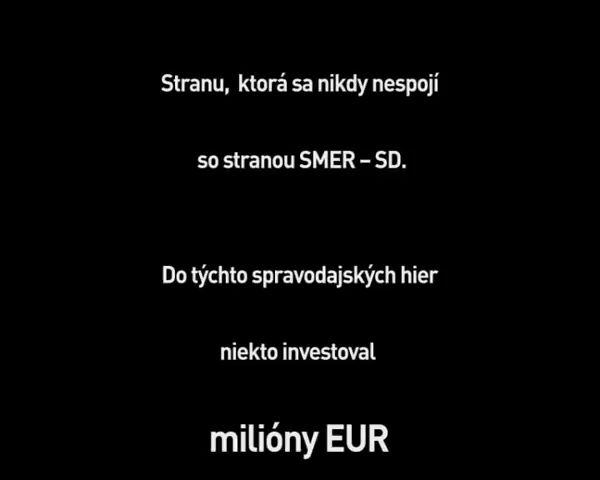 Stranu, ktorá sa nikdy nespojí
so stranou SMER – SD.
Do týchto spravodajských hier
niekto investoval
milióny EUR